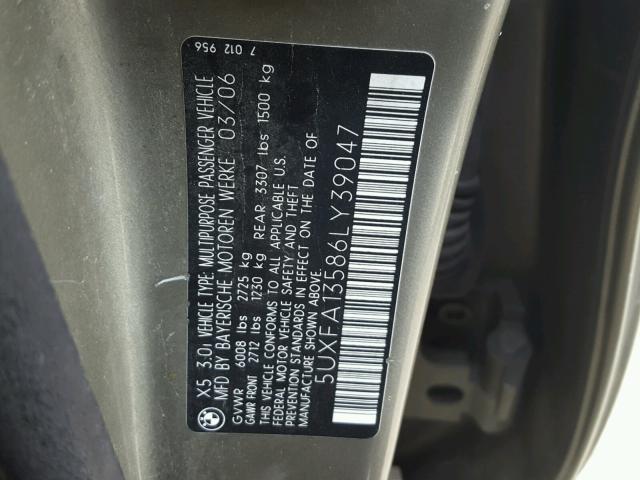 7 012 956
X5 3.0I VEHICLE TYPE: MULTIPURPOSE PASSENGER VEHICLE
MFD BY BAYERISCHE MOTOREN WERKE 03/06
GVWR 6008 lbs 2725 kg
GAWR FRONT 2712 lbs 1230 kg REAR 3307 lbs 1500 kg
THIS VEHICLE CONFORMS TO ALL APPLICABLE U.S.
FEDERAL MOTOR VEHICLE SAFETY AND THEFT
PREVENTION STANDARDS IN EFFECT ON
MANUFACTURE SHOWN ABOVE. THE DATE OF
5UXFA13586LY39047